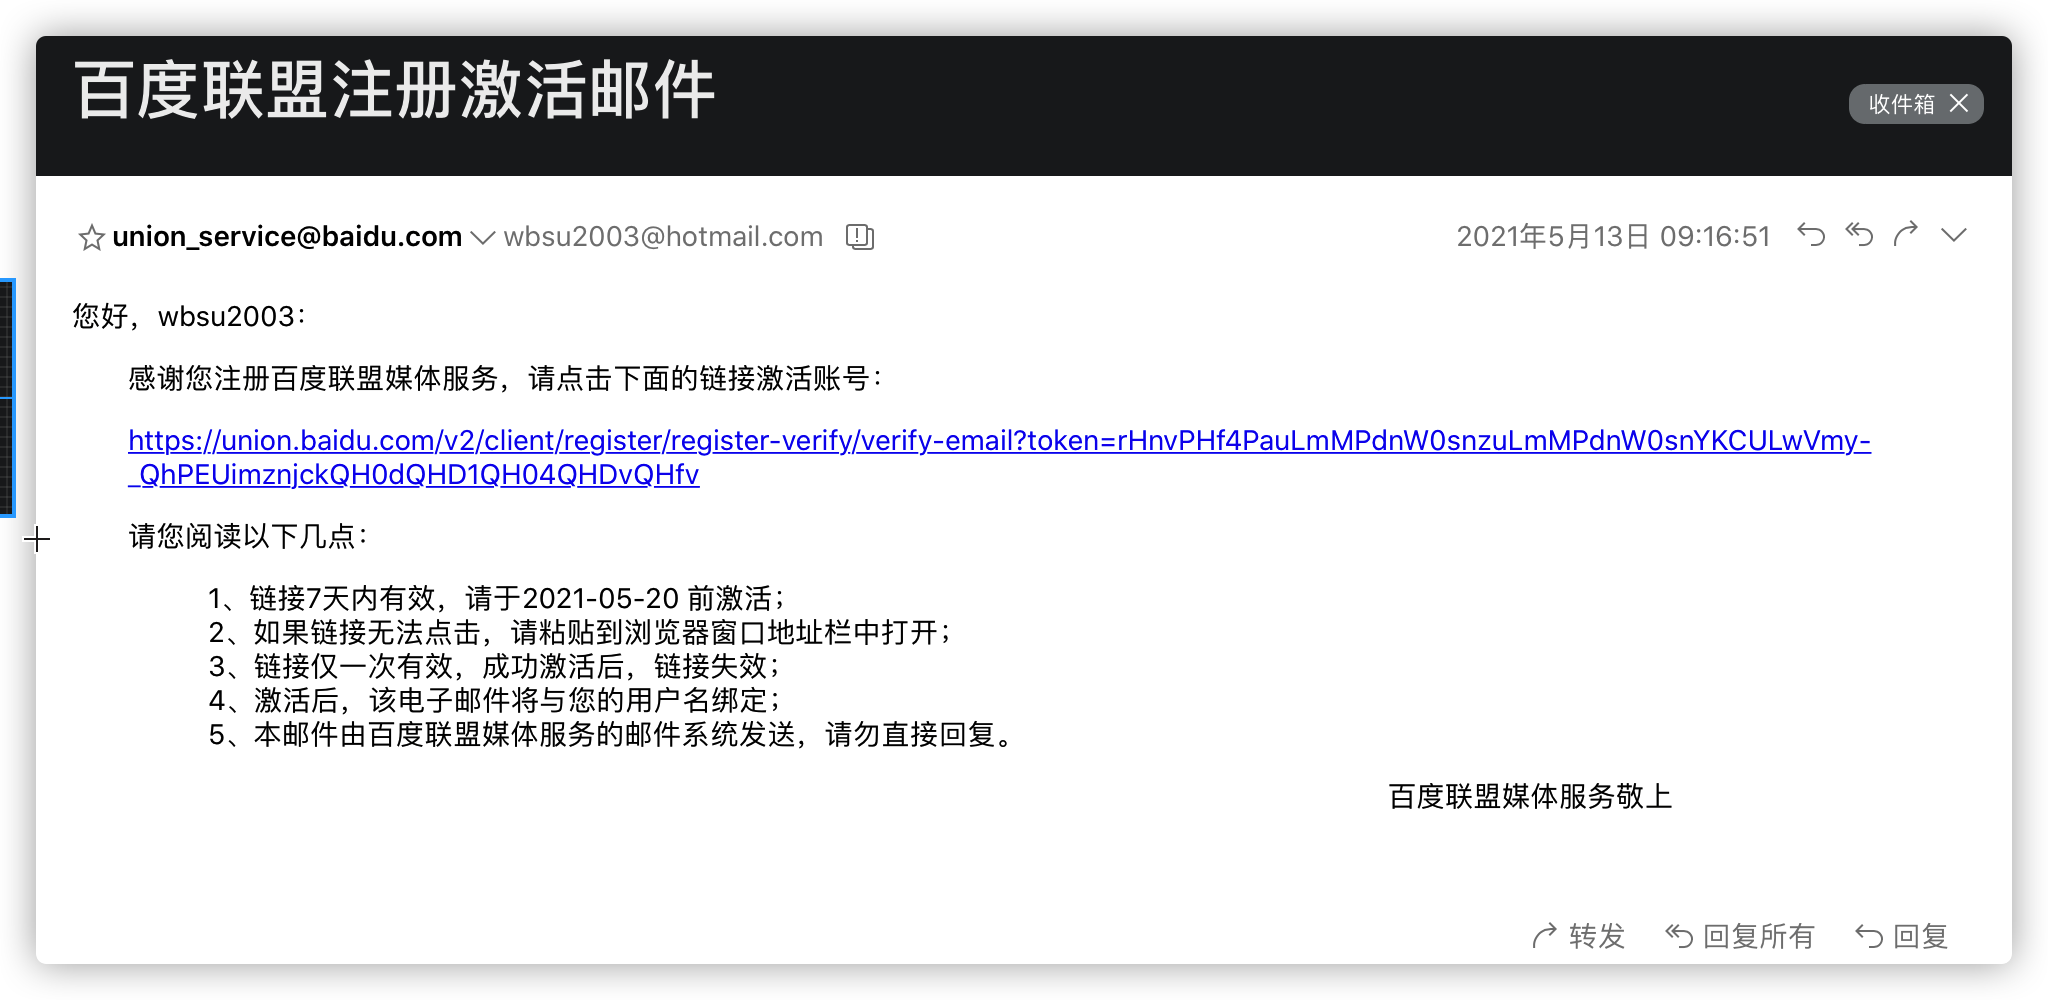 百度联盟注册激活邮件
收件箱
union_service@baidu.com wbsu2003@hotmail.com 2021年5月13日 09:16:51
您好，wbsu2003：
感谢您注册百度联盟媒体服务，请点击下面的链接激活账号：
https://union.baidu.com/v2/client/register/register-verify/verify-email?token=rHnvPHf4PauLmMPdnW0snzuLmMPdnW0snYKCULwVmy-
_QhPEUimznjckQH0dQHD1QH04QHDvQHfv
请您阅读以下几点：
1、链接7天内有效，请于2021-05-20 前激活；
2、如果链接无法点击，请粘贴到浏览器窗口地址栏中打开；
3、链接仅一次有效，成功激活后，链接失效；
4、激活后，该电子邮件将与您的用户名绑定；
5、本邮件由百度联盟媒体服务的邮件系统发送，请勿直接回复。
百度联盟媒体服务敬上
转发 回复所有 回复